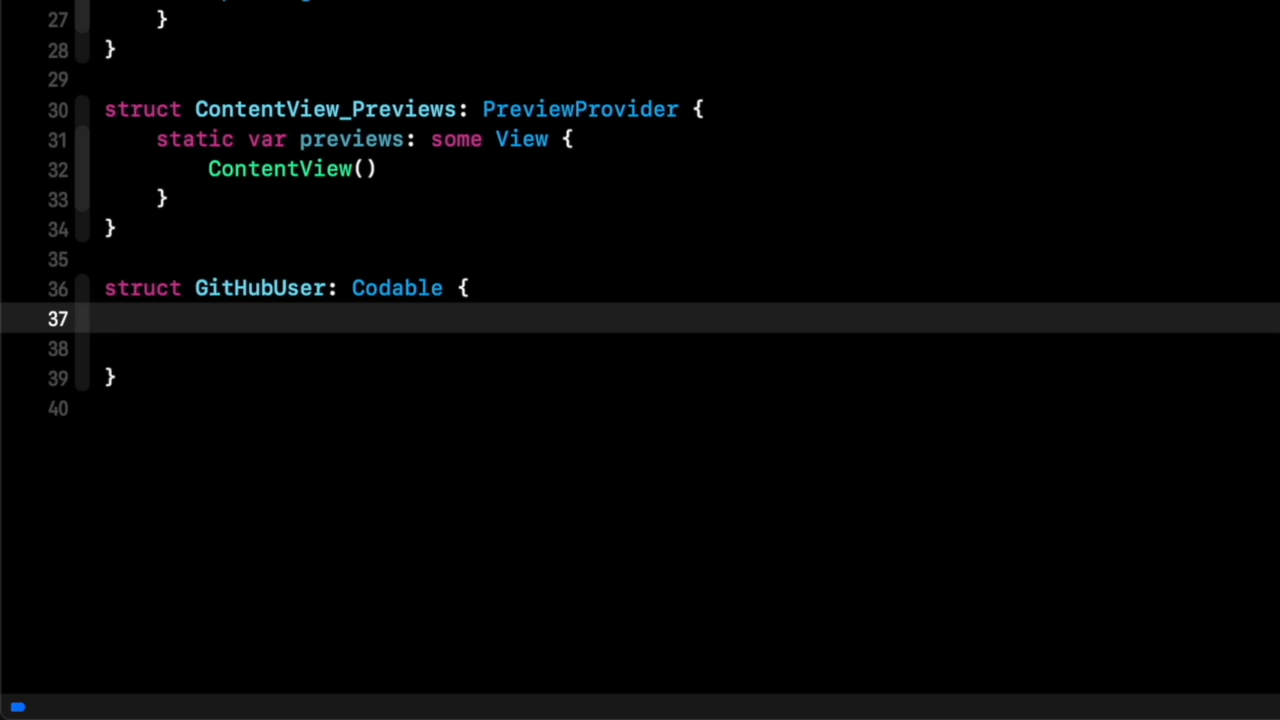 27 }
28 }
29
30 struct ContentView_Previews: PreviewProvider {
31 static var previews: some View {
32 ContentView()
33 }
34 }
35
36 struct GitHubUser: Codable {
37
38
39 }
40